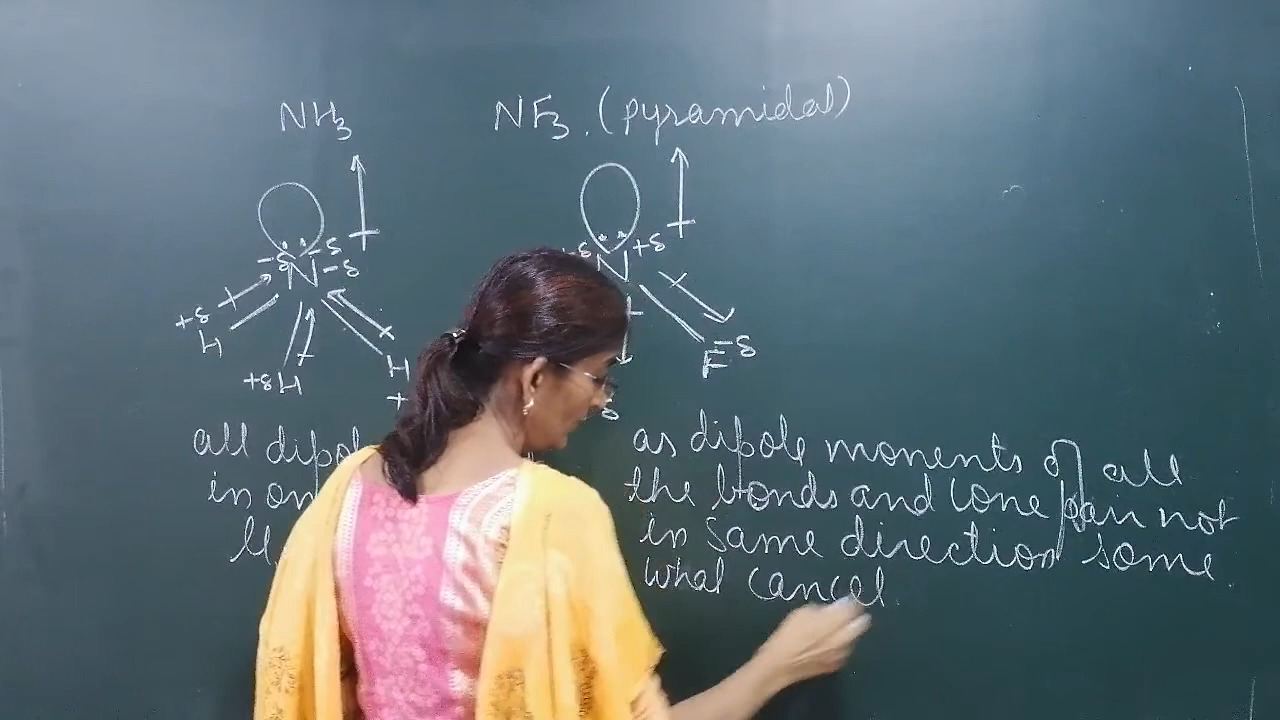 NH3
NF3. (pyramidal)
-δ -δ
-δ N -δ
+δ
H
+δ H
H
+
-δ +δ
N
F -δ
δ
all dipo
in on
as dipole moments of all
the bonds and lone pair not
in same direction some
what cancel.